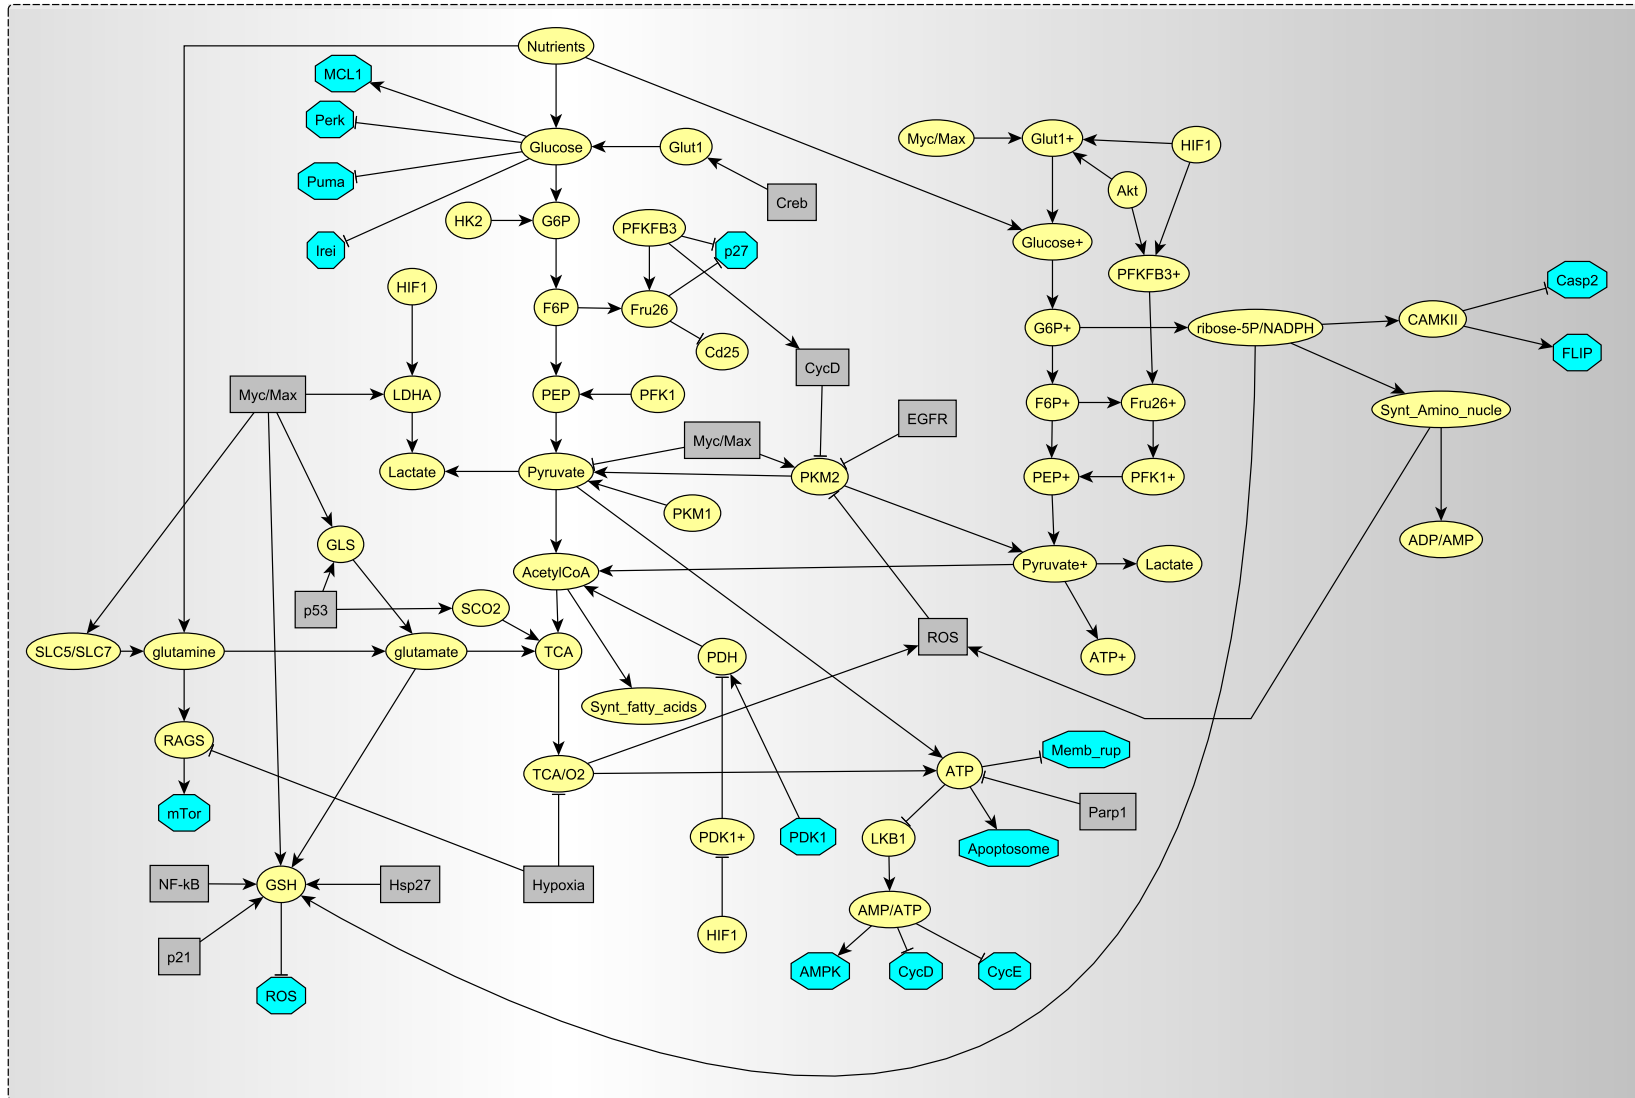 Nutrients
MCL1
Perk
Glucose
Glut1
Myc/Max
Glut1+
HIF1
Puma
Creb
Akt
HK2
G6P
PFKFB3
Irei
p27
Glucose+
PFKFB3+
HIF1
F6P
Fru26
Casp2
G6P+
ribose-5P/NADPH
CAMKII
Cd25
FLIP
CycD
Myc/Max
LDHA
PEP
PFK1
F6P+
Fru26+
Synt_Amino_nucle
EGFR
Myc/Max
Lactate
Pyruvate
PKM2
PEP+
PFK1+
PKM1
GLS
ADP/AMP
AcetylCoA
Pyruvate+
Lactate
p53
SCO2
ROS
SLC5/SLC7
glutamine
glutamate
TCA
PDH
ATP+
Synt_fatty_acids
RAGS
Memb_rup
TCA/O2
ATP
mTor
Parp1
PDK1+
PDK1
LKB1
Apoptosome
NF-kB
GSH
Hsp27
Hypoxia
AMP/ATP
HIF1
p21
AMPK
CycD
CycE
ROS